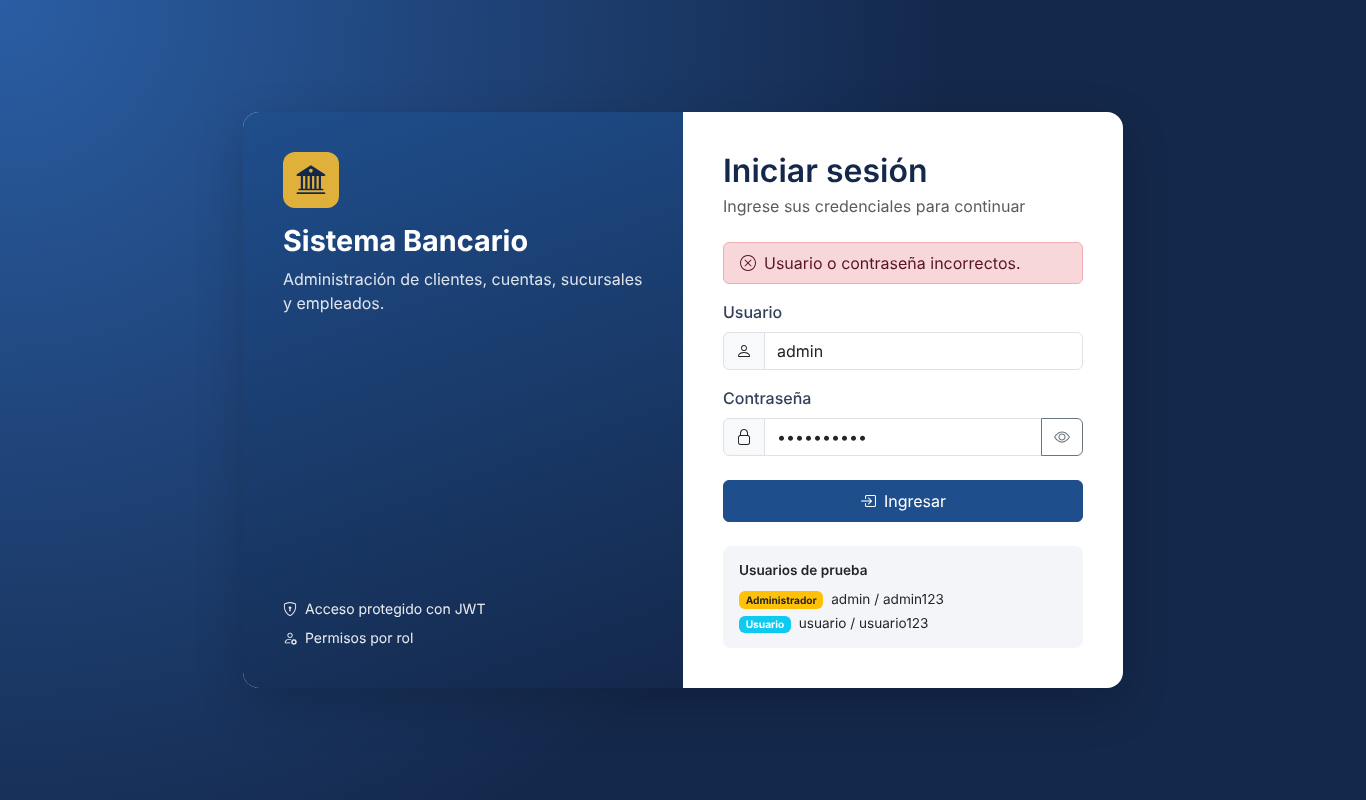 Sistema Bancario
Administración de clientes, cuentas, sucursales
y empleados.
Acceso protegido con JWT
Permisos por rol
Iniciar sesión
Ingrese sus credenciales para continuar
Usuario o contraseña incorrectos.
Usuario
admin
Contraseña
••••••••••
Ingresar
Usuarios de prueba
Administrador admin / admin123
Usuario usuario / usuario123